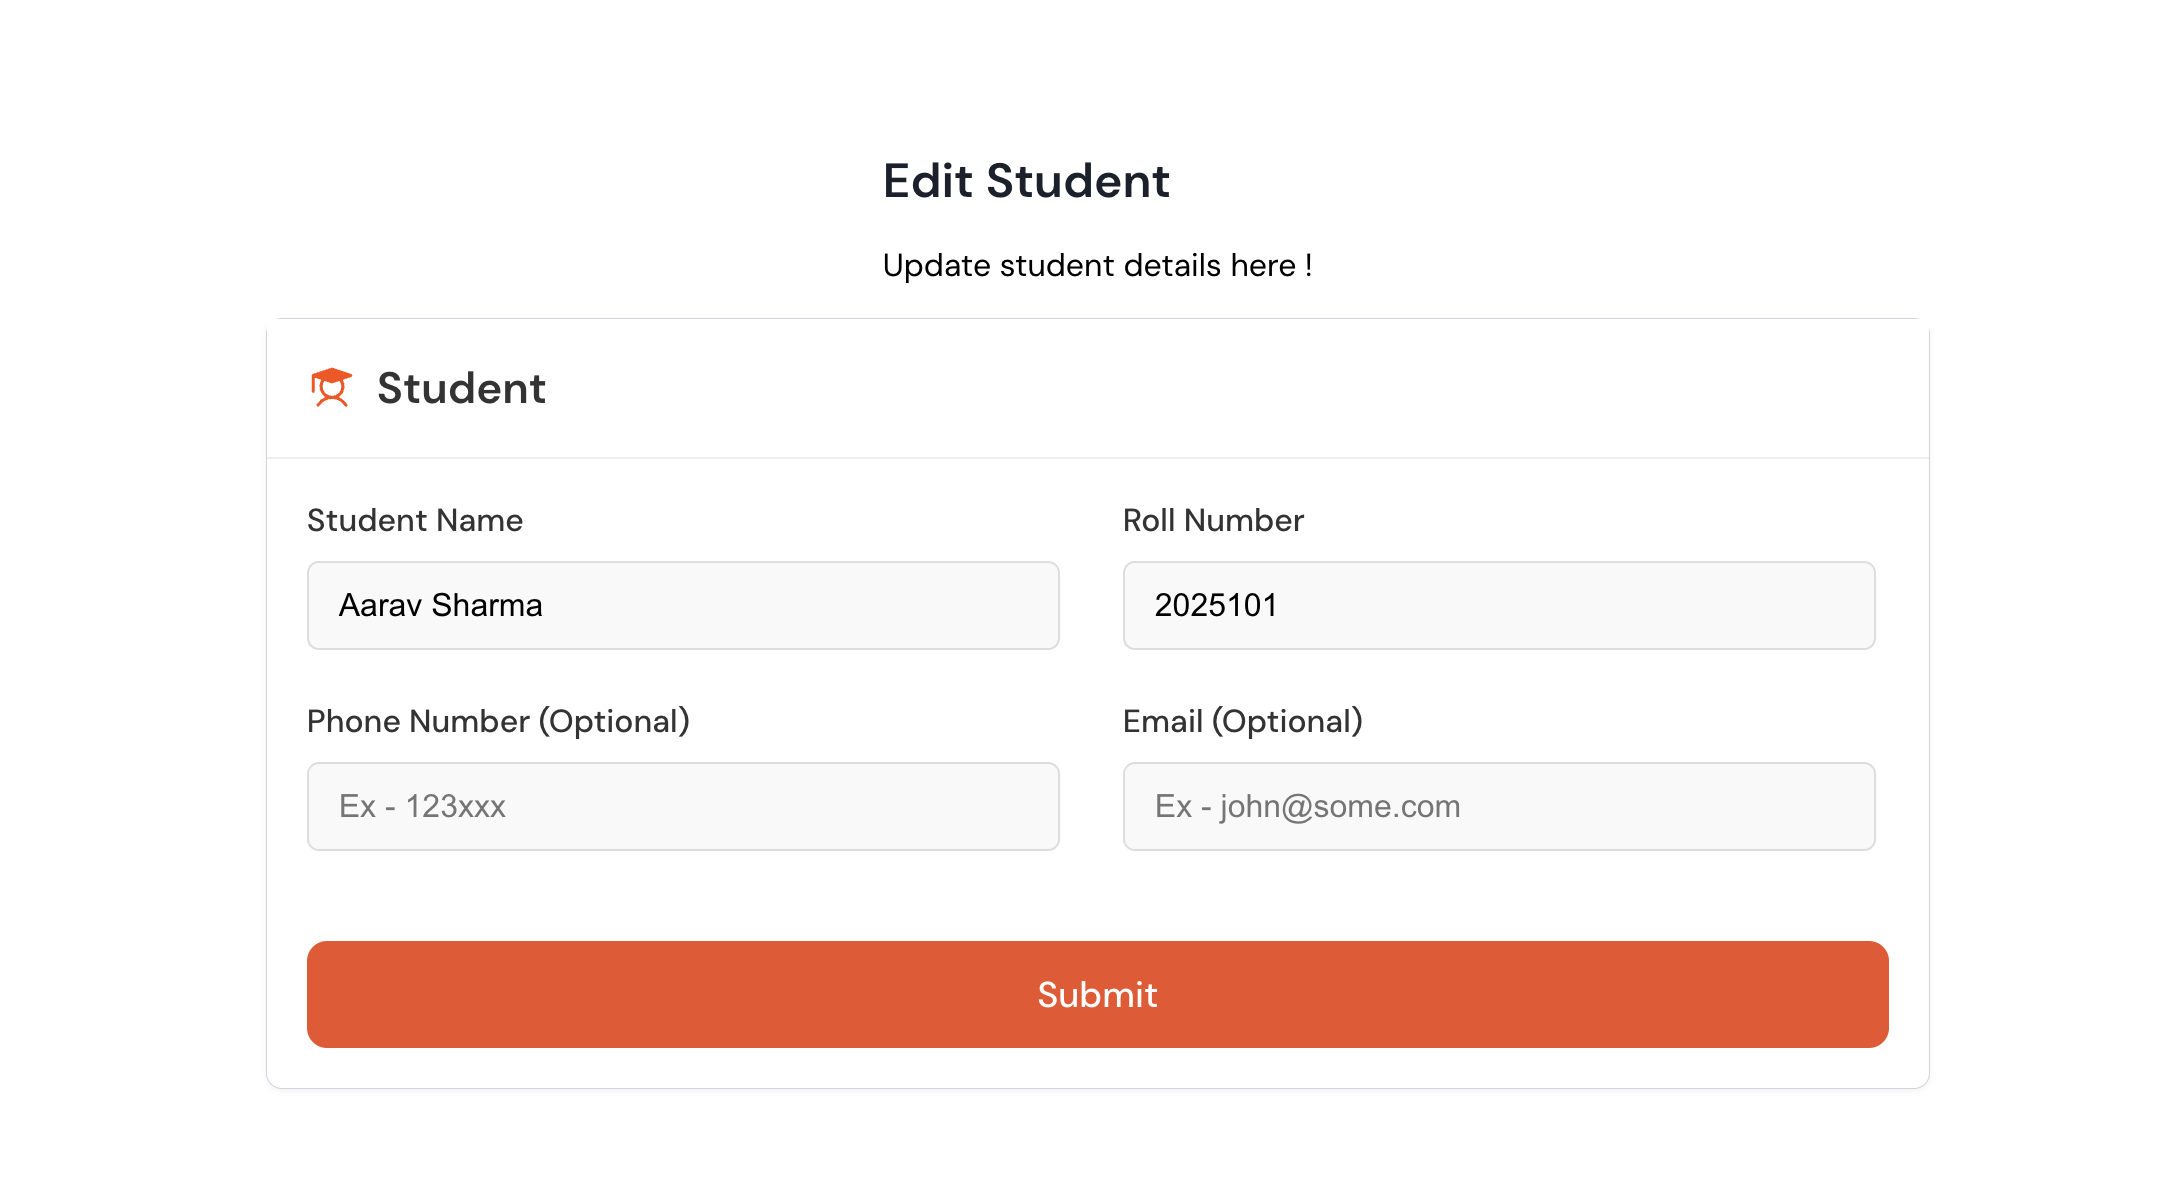 Edit Student
Update student details here !
Student
Student Name
Roll Number
Aarav Sharma
2025101
Phone Number (Optional)
Email (Optional)
Ex - 123xxx
Ex - john@some.com
Submit